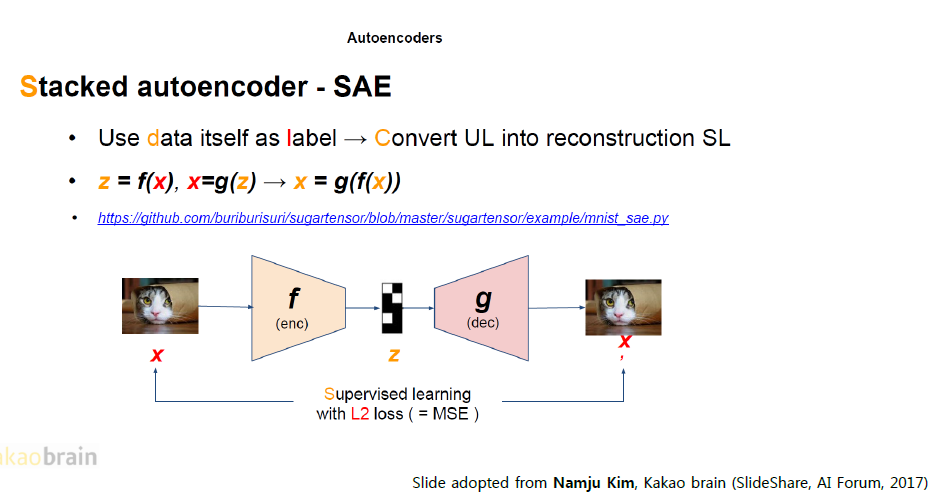 Autoencoders
Stacked autoencoder - SAE
• Use data itself as label → Convert UL into reconstruction SL
• z = f(x), x=g(z) → x = g(f(x))
• https://github.com/buriburisuri/sugartensor/blob/master/sugartensor/example/mnist_sae.py
f
(enc)
g
(dec)
x
z
x
'
Supervised learning
with L2 loss ( = MSE )
kaobrain
Slide adopted from Namju Kim, Kakao brain (SlideShare, AI Forum, 2017)